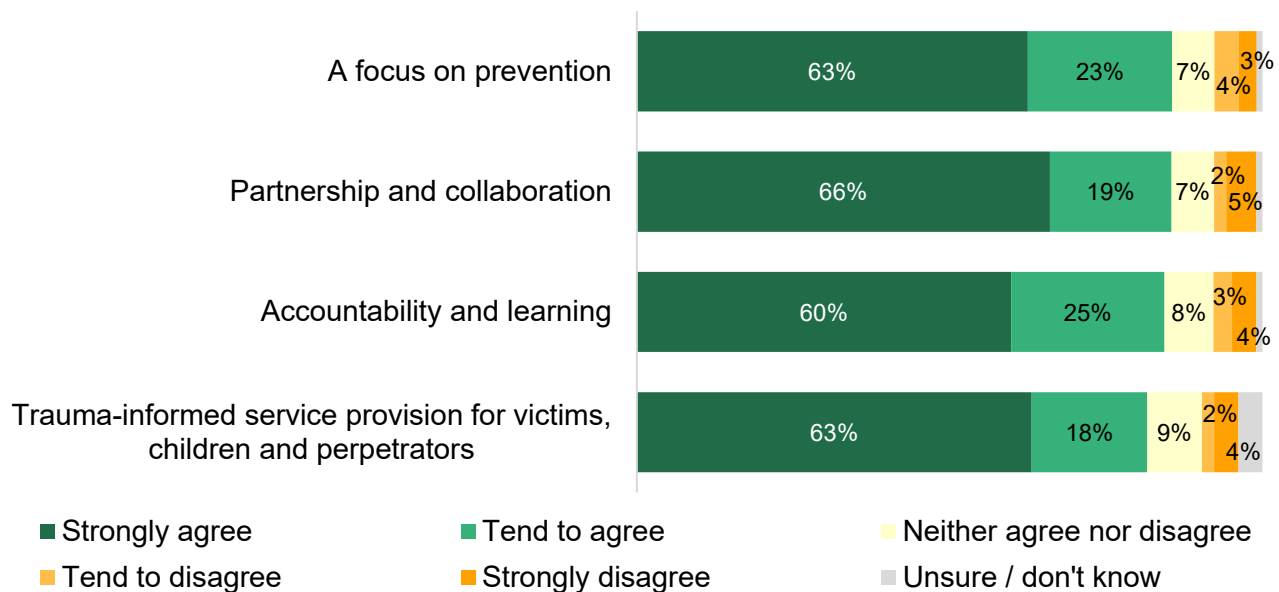 A focus on prevention
63%
23%
7%
4%
3%
Partnership and collaboration
66%
19%
7%
2%
5%
Accountability and learning
60%
25%
8%
3%
4%
Trauma-informed service provision for victims,
children and perpetrators
63%
18%
9%
2%
4%
Strongly agree
Tend to agree
Neither agree nor disagree
Tend to disagree
Strongly disagree
Unsure / don't know